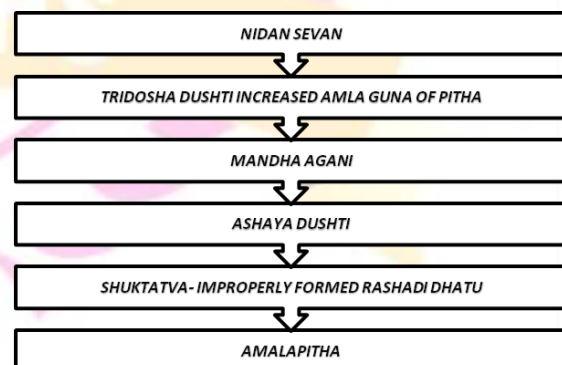 NIDAN SEVAN
TRIDOSHA DUSHTI INCREASED AMLA GUNA OF PITHA
MANDHA AGANI
ASHAYA DUSHTI
SHUKTATVA- IMPROPERLY FORMED RASHADI DHATU
AMALAPITHA